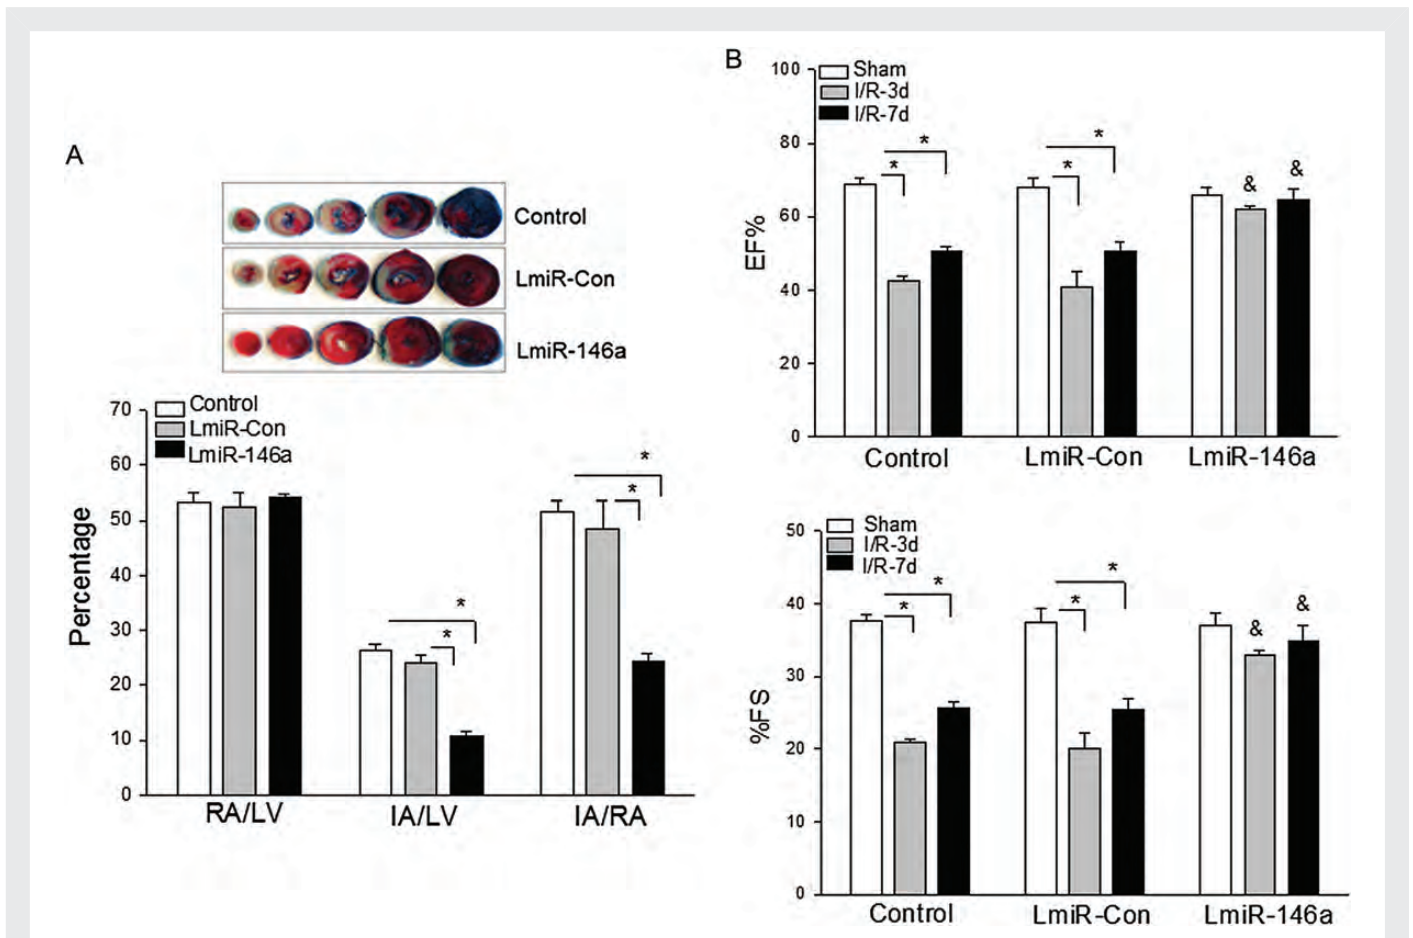 A
Control
LmiR-Con
LmiR-146a
70
60
50
40
30
20
10
0
Percentage
Control
LmiR-Con
LmiR-146a
*
*
*
*
RA/LV
IA/LV
IA/RA
B
100
80
60
40
20
0
EF%
Sham
I/R-3d
I/R-7d
*
*
*
*
&
&
Control
LmiR-Con
LmiR-146a
50
40
30
20
10
0
%FS
Sham
I/R-3d
I/R-7d
*
*
*
*
&
&
Control
LmiR-Con
LmiR-146a